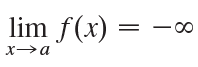 lim f(x) = −∞
x→a